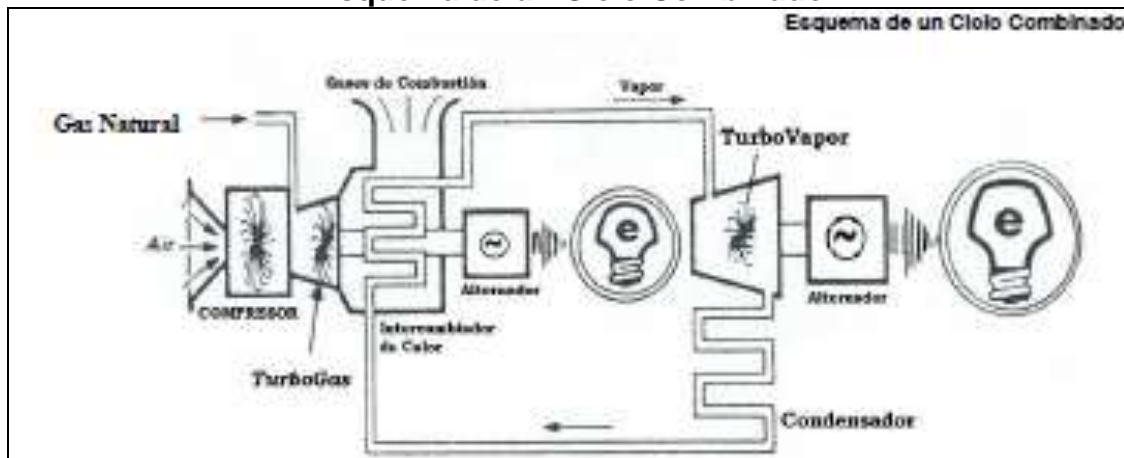 Esquema de un Ciclo Combinado
Gases de Combustión
Vapor
Gas Natural
TurboVapor
Air
e
e
COMPRESOR
Alternador
Alternador
Intercambiador
de Calor
TurboGas
Condensador